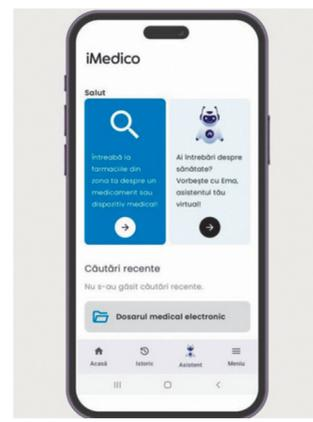 iMedico
Salut
Întreabă la
farmaciile din
zona ta despre un
medicament sau
dispozitiv medical!
Ai întrebări despre
sănătate?
Vorbește cu Ema,
asistentul tău
virtual!
Căutări recente
Nu s-au găsit căutări recente.
Dosarul medical electronic
Acasă
Istoric
Asistent
Meniu